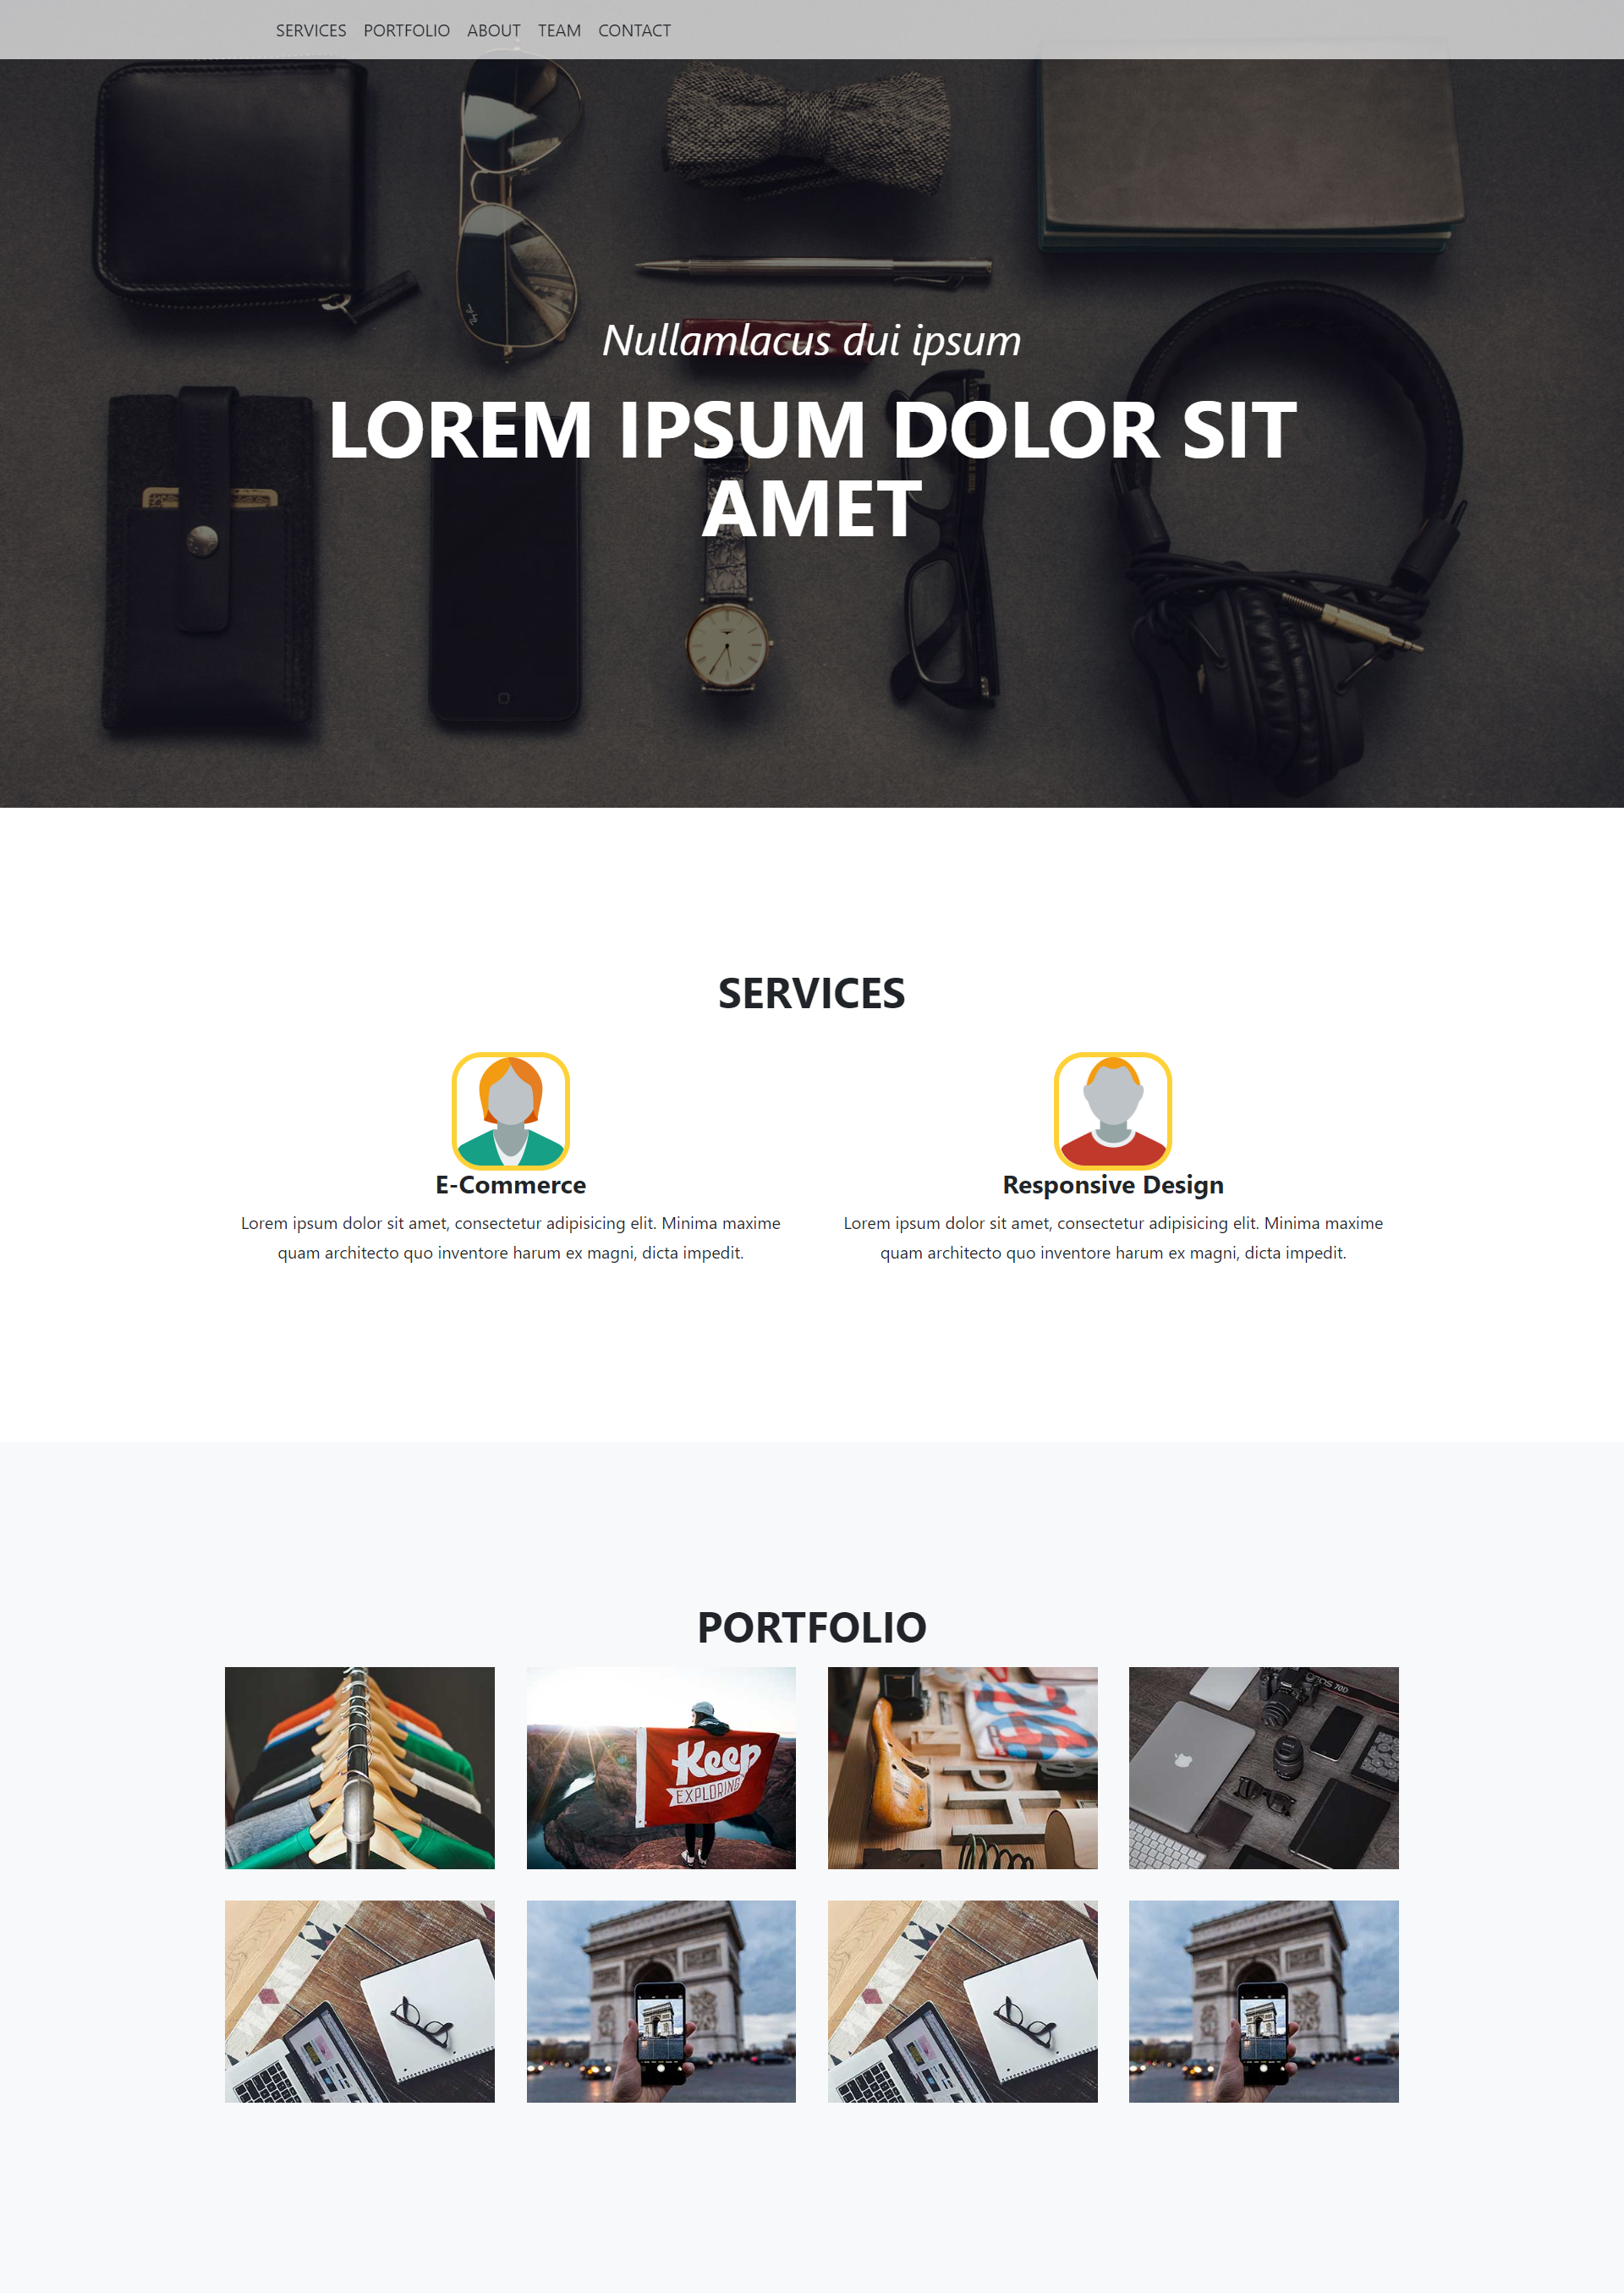 SERVICES PORTFOLIO ABOUT TEAM CONTACT
Nullamlacus dui ipsum
LOREM IPSUM DOLOR SIT
AMET
SERVICES
E-Commerce
Lorem ipsum dolor sit amet, consectetur adipisicing elit. Minima maxime
quam architecto quo inventore harum ex magni, dicta impedit.
Responsive Design
Lorem ipsum dolor sit amet, consectetur adipisicing elit. Minima maxime
quam architecto quo inventore harum ex magni, dicta impedit.
PORTFOLIO
Keep
EXPLORING
PH
EOS 70D